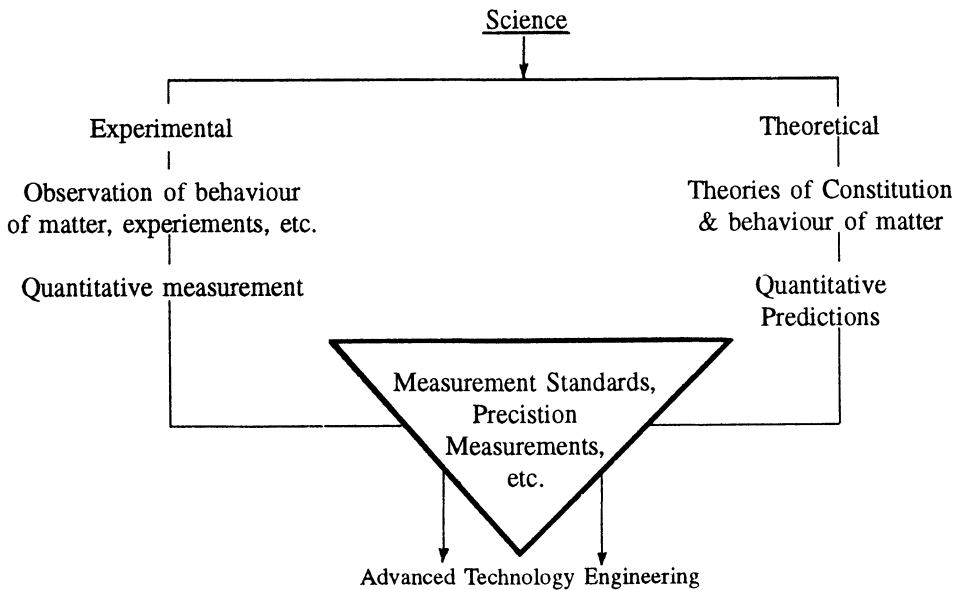 Science
Experimental
Observation of behaviour
of matter, experiements, etc.
Quantitative measurement
Theoretical
Theories of Constitution
& behaviour of matter
Quantitative
Predictions
Measurement Standards,
Precistion
Measurements,
etc.
Advanced Technology Engineering